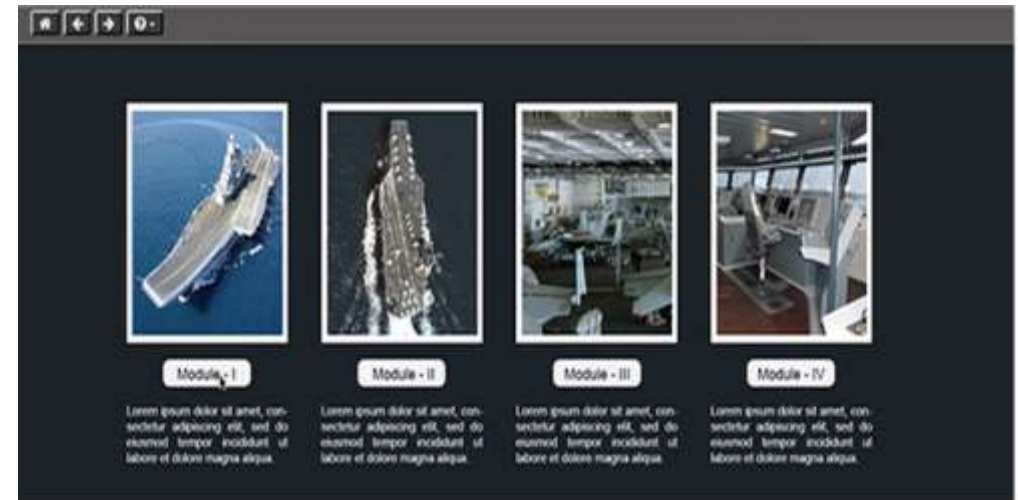 Module - I
Lorem ipsum dolor sit amet, con-
sectetur adipiscing elit, sed do
eiusmod tempor incididunt ut
labore et dolore magna aliqua.
Module - II
Lorem ipsum dolor sit amet, con-
sectetur adipiscing elit, sed do
eiusmod tempor incididunt ut
labore et dolore magna aliqua.
Module - III
Lorem ipsum dolor sit amet, con-
sectetur adipiscing elit, sed do
eiusmod tempor incididunt ut
labore et dolore magna aliqua.
Module - IV
Lorem ipsum dolor sit amet, con-
sectetur adipiscing elit, sed do
eiusmod tempor incididunt ut
labore et dolore magna aliqua.